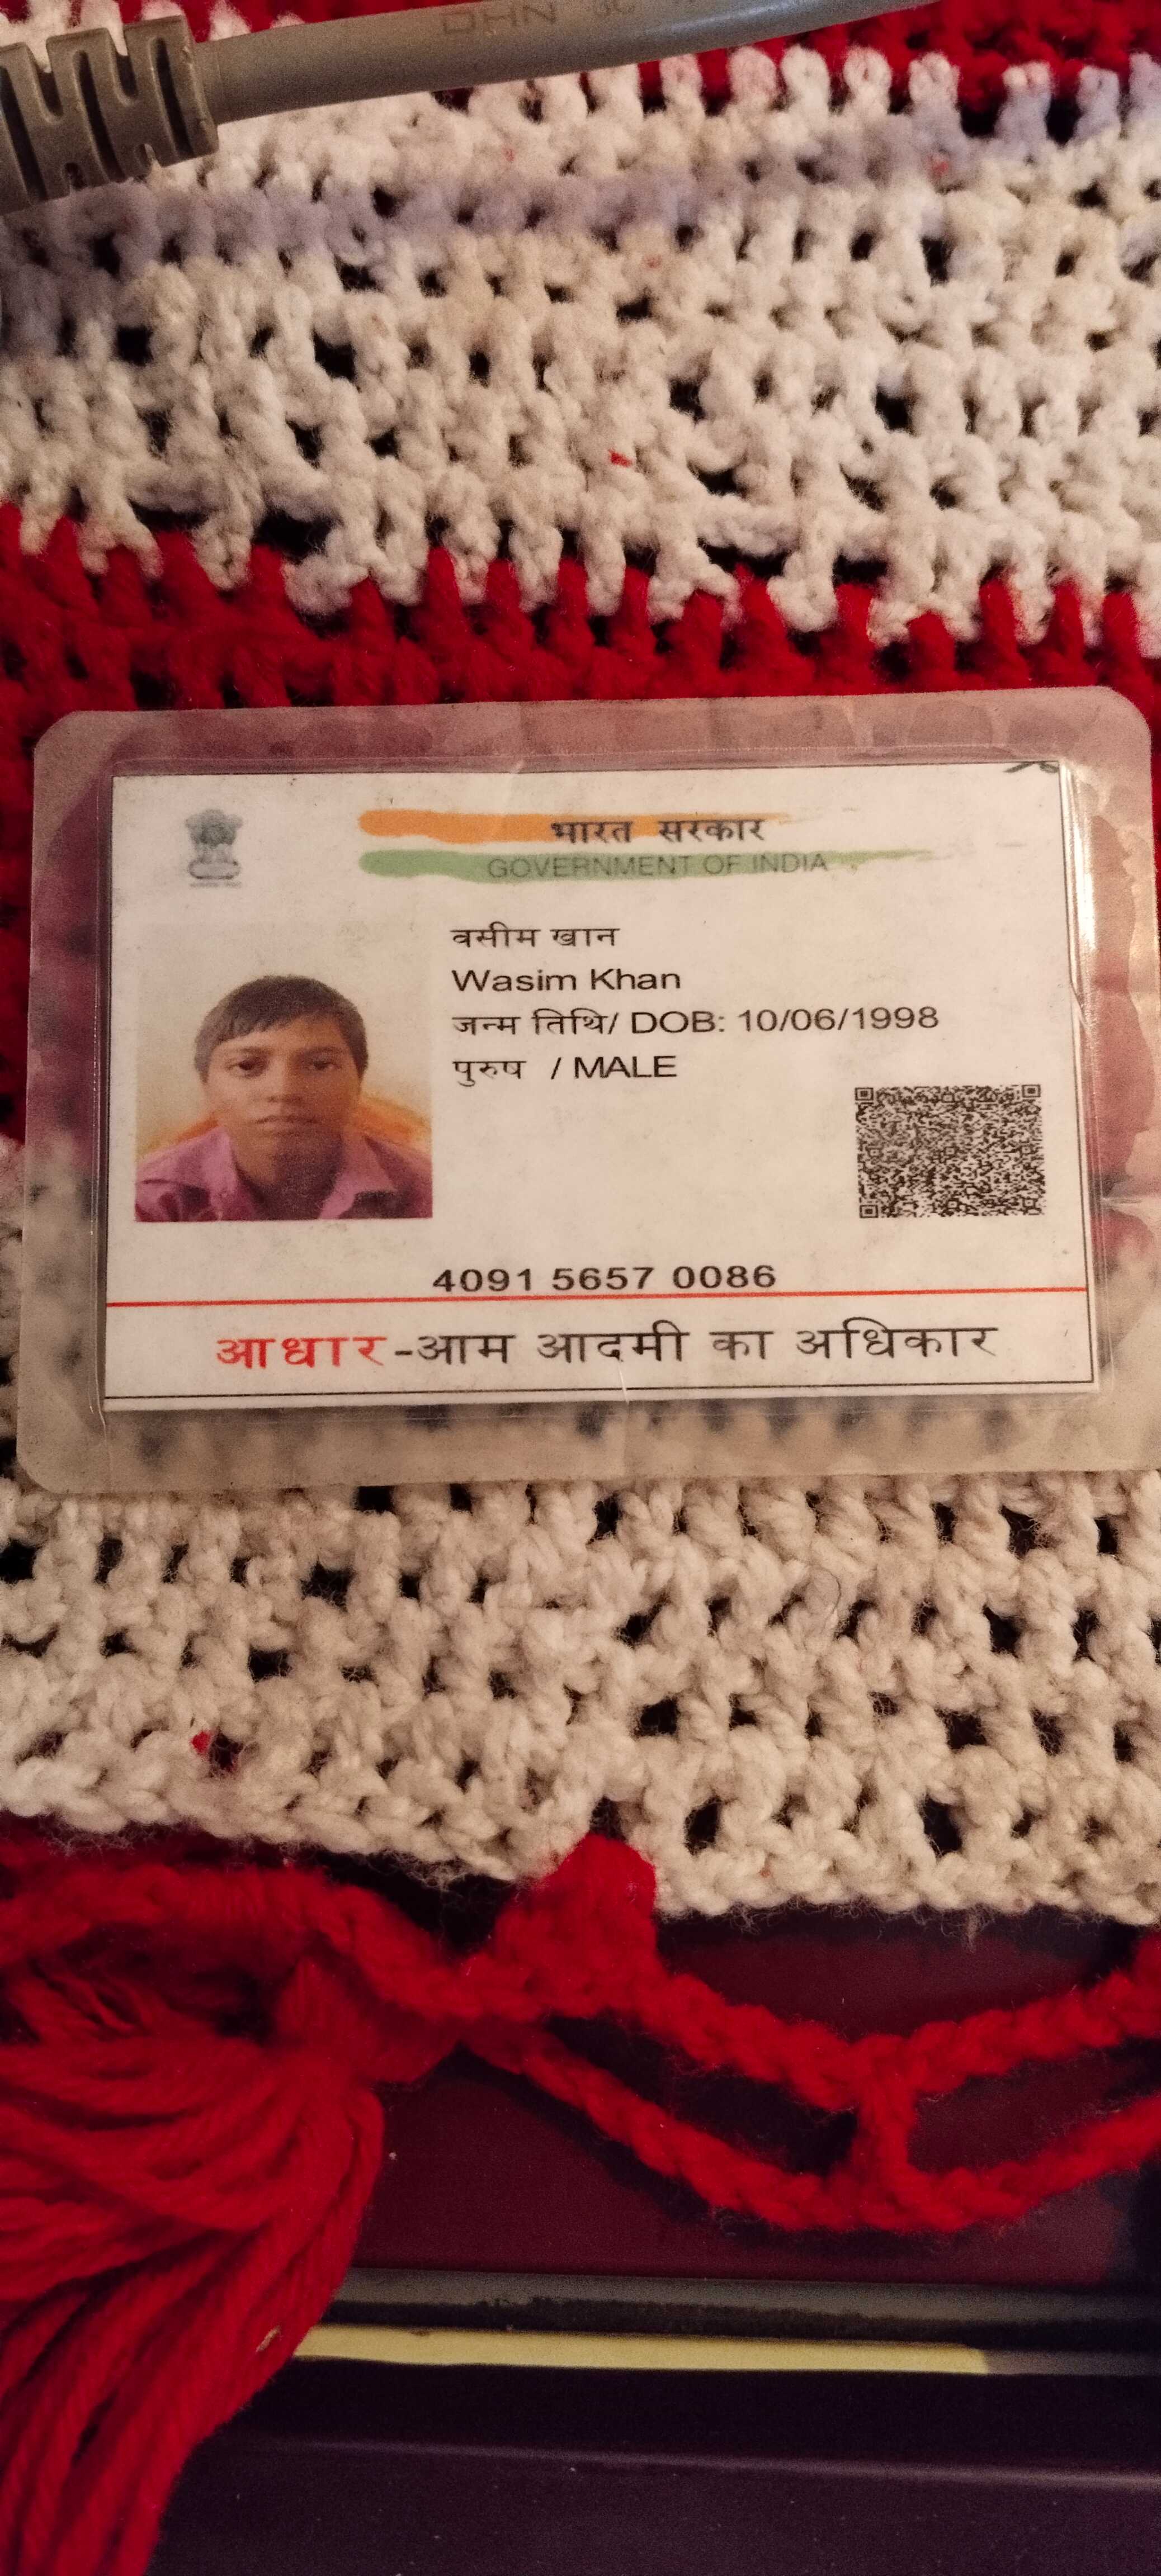 DHN
भारत सरकार
GOVERNMENT OF INDIA
वसीम खान
Wasim Khan
जन्म तिथि/ DOB: 10/06/1998
पुरुष / MALE
4091 5657 0086
आधार-आम आदमी का अधिकार